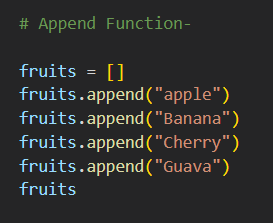 # Append Function-
fruits = []
fruits.append("apple")
fruits.append("Banana")
fruits.append("Cherry")
fruits.append("Guava")
fruits